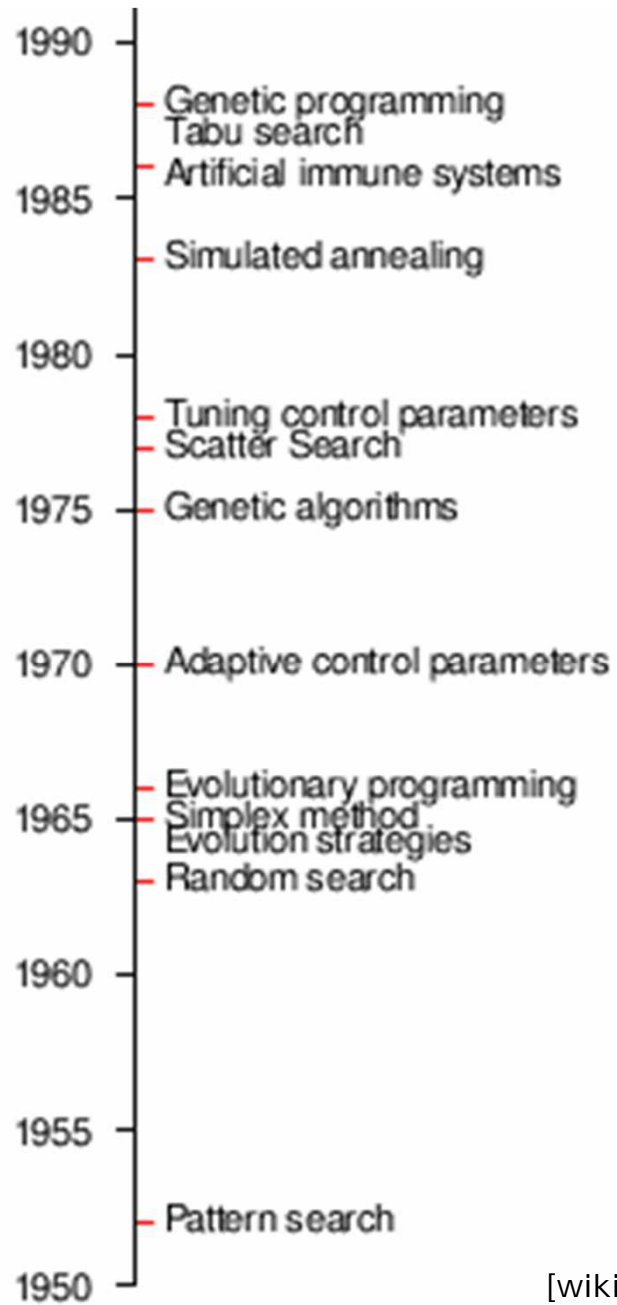 1990
Genetic programming
Tabu search
Artificial immune systems
1985
Simulated annealing
1980
Tuning control parameters
Scatter Search
1975
Genetic algorithms
1970
Adaptive control parameters
Evolutionary programming
1965
Simplex method
Evolution strategies
Random search
1960
1955
Pattern search
1950
[wiki